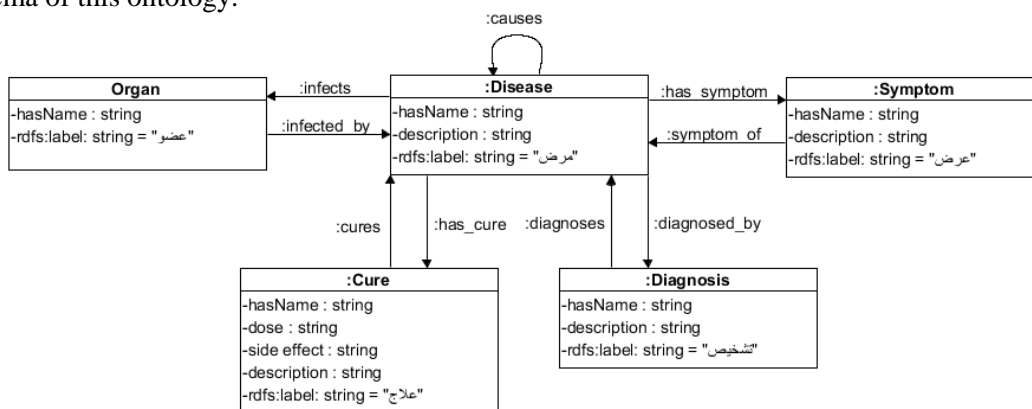 ema of this ontology.
:causes
Organ
-hasName : string
-rdfs:label: string = "عضو"
:infects
:infected_by
:Disease
-hasName : string
-description : string
-rdfs:label: string = "مرض"
:has_symptom
:symptom_of
:Symptom
-hasName : string
-description : string
-rdfs:label: string = "عرض"
:cures
:has_cure
:diagnoses
:diagnosed_by
:Cure
-hasName : string
-dose : string
-side effect : string
-description : string
-rdfs:label: string = "علاج"
:Diagnosis
-hasName : string
-description : string
-rdfs:label: string = "تشخيص"